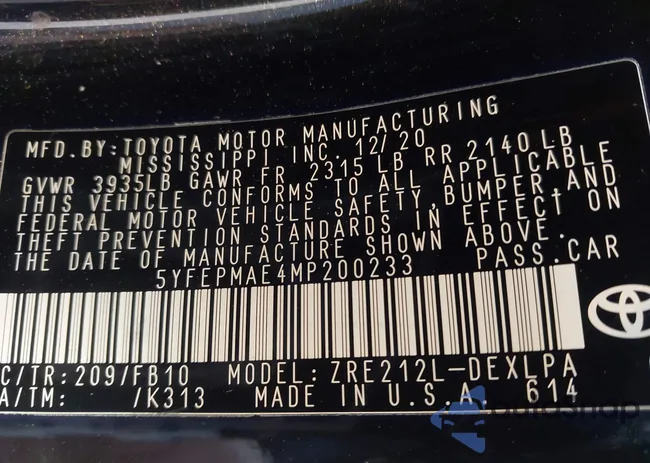 MFD. BY: TOYOTA MOTOR MANUFACTURING
MISSISSIPPI INC. 12/20
GVWR 3935LB GAWR FR 2315 LB RR 2140 LB
THIS VEHICLE CONFORMS TO ALL APPLICABLE
FEDERAL MOTOR VEHICLE SAFETY, BUMPER, AND
THEFT PREVENTION STANDARDS IN EFFECT ON
THE DATE OF MANUFACTURE SHOWN ABOVE.
5YFEPMAE4MP200233 PASS. CAR
C/TR: 209/FB10 MODEL: ZRE212L-DEXLPA
A/TM: /K313 MADE IN U.S.A. 614